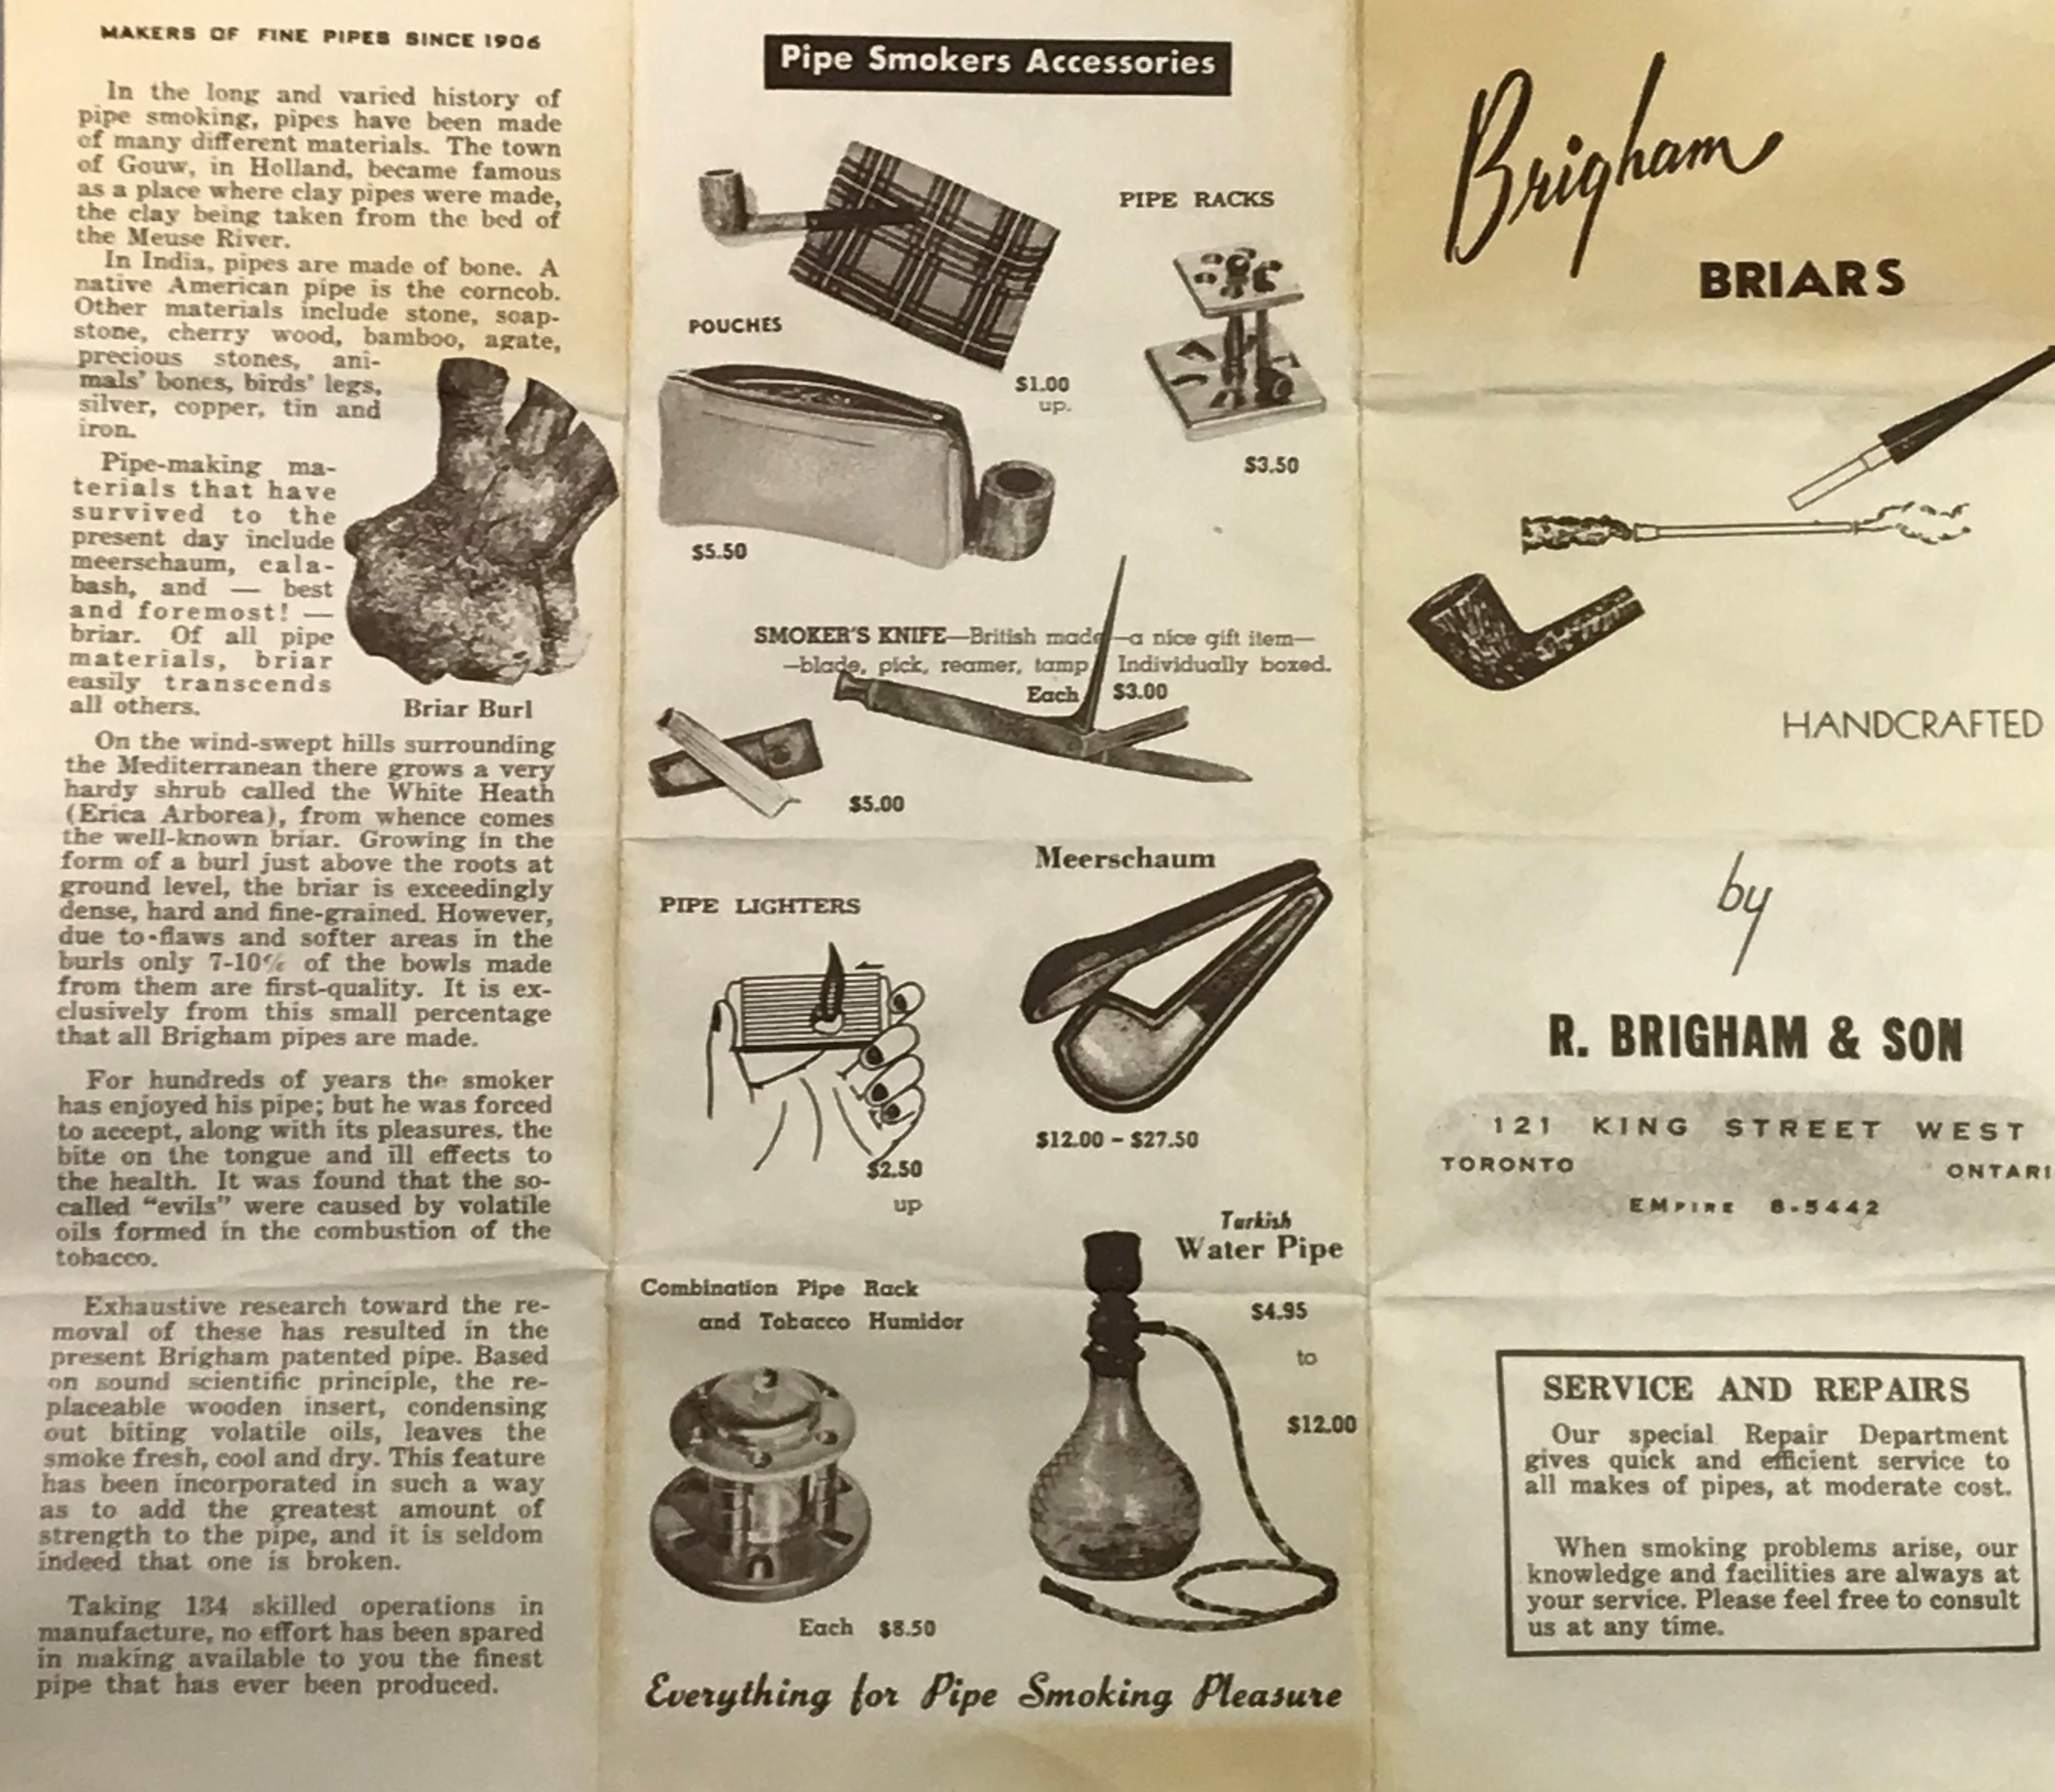 MAKERS OF FINE PIPES SINCE 1906
In the long and varied history of
pipe smoking, pipes have been made
of many different materials. The town
of Gouw, in Holland, became famous
as a place where clay pipes were made,
the clay being taken from the bed of
the Meuse River.
In India, pipes are made of bone. A
native American pipe is the corncob.
Other materials include stone, soap-
stone, cherry wood, bamboo, agate,
precious stones, ani-
mals' bones, birds' legs,
silver, copper, tin and
iron.
Pipe-making ma-
terials that have
survived to the
present day include
meerschaum, cala-
bash, and — best
and foremost! —
briar. Of all pipe
materials, briar
easily transcends
all others.
Briar Burl
On the wind-swept hills surrounding
the Mediterranean there grows a very
hardy shrub called the White Heath
(Erica Arborea), from whence comes
the well-known briar. Growing in the
form of a burl just above the roots at
ground level, the briar is exceedingly
dense, hard and fine-grained. However,
due to-flaws and softer areas in the
burls only 7-10% of the bowls made
from them are first-quality. It is ex-
clusively from this small percentage
that all Brigham pipes are made.
For hundreds of years the smoker
has enjoyed his pipe; but he was forced
to accept, along with its pleasures, the
bite on the tongue and ill effects to
the health. It was found that the so-
called "evils" were caused by volatile
oils formed in the combustion of the
tobacco.
Exhaustive research toward the re-
moval of these has resulted in the
present Brigham patented pipe. Based
on sound scientific principle, the re-
placeable wooden insert, condensing
out biting volatile oils, leaves the
smoke fresh, cool and dry. This feature
has been incorporated in such a way
as to add the greatest amount of
strength to the pipe, and it is seldom
indeed that one is broken.
Taking 134 skilled operations in
manufacture, no effort has been spared
in making available to you the finest
pipe that has ever been produced.
Pipe Smokers Accessories
PIPE RACKS
POUCHES
$1.00
up.
$3.50
$5.50
SMOKER'S KNIFE—British made—a nice gift item—
—blade, pick, reamer, tamp. Individually boxed.
Each $3.00
$5.00
Meerschaum
PIPE LIGHTERS
$12.00 – $27.50
$2.50
up
Turkish
Water Pipe
$4.95
to
$12.00
Combination Pipe Rack
and Tobacco Humidor
Each $8.50
Everything for Pipe Smoking Pleasure
Brigham
BRIARS
HANDCRAFTED
by
R. BRIGHAM & SON
121 KING STREET WEST
TORONTO ONTARI
EMPIRE 8-5442
SERVICE AND REPAIRS
Our special Repair Department
gives quick and efficient service to
all makes of pipes, at moderate cost.
When smoking problems arise, our
knowledge and facilities are always at
your service. Please feel free to consult
us at any time.